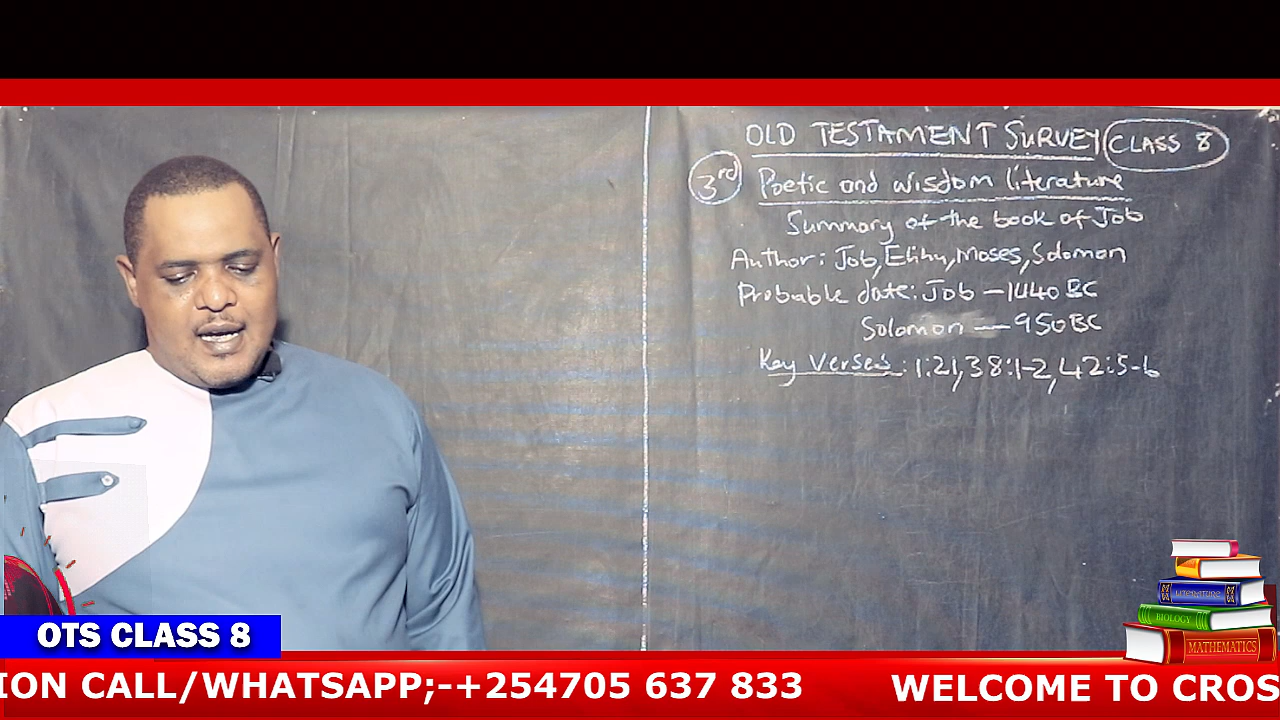 OLD TESTAMENT SURVEY CLASS 8
3rd Poetic and wisdom literature
Summary of the book of Job
Author: Job, Elihu, Moses, Solomon
Probable date: Job - 1440 BC
Solomon - 950 BC
Key Verses: 1:21, 38:1-2, 42:5-6
LITERATURE
BIOLOGY
MATHEMATICS
OTS CLASS 8
ION CALL/WHATSAPP;-+254705 637 833 WELCOME TO CROS